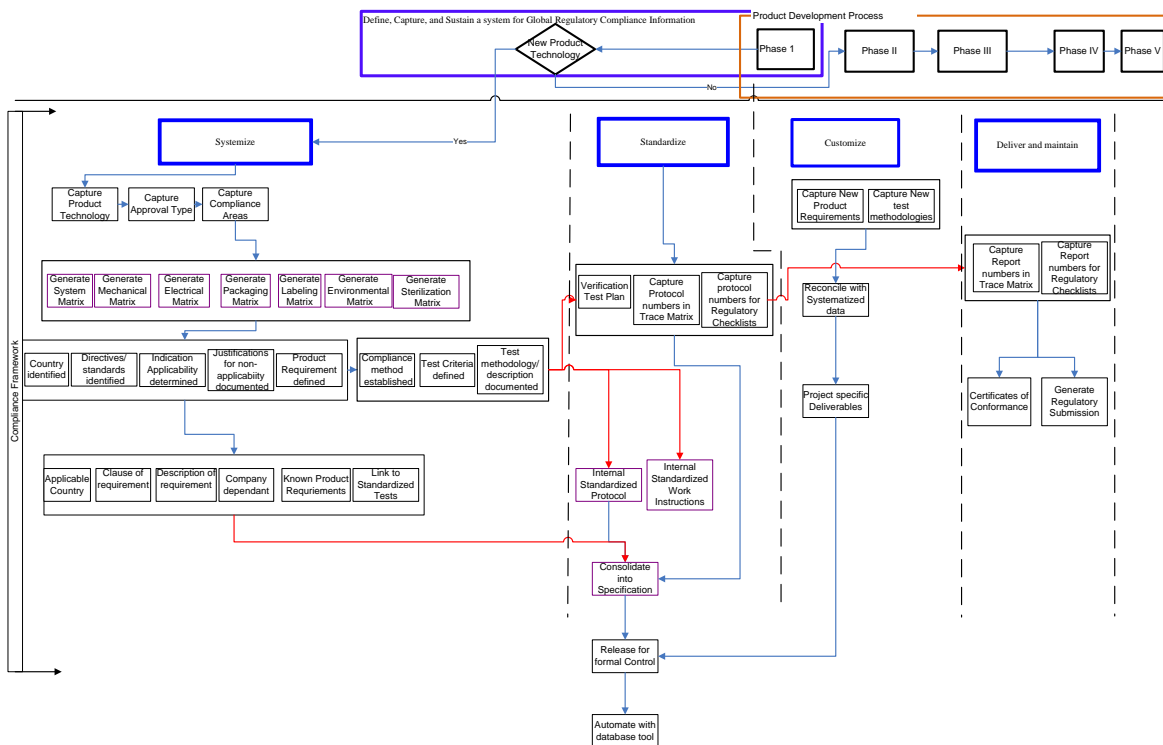 Define, Capture, and Sustain a system for Global Regulatory Compliance Information
Product Development Process
New Product
Technology
Phase 1
Phase II
Phase III
Phase IV
Phase V
No
Yes
Compliance Framework
Systemize
Standardize
Customize
Deliver and maintain
Capture
Product
Technology
Capture
Approval Type
Capture
Compliance
Areas
Capture New
Product
Requirements
Capture New
test
methodologies
Generate
System
Matrix
Generate
Mechanical
Matrix
Generate
Electrical
Matrix
Generate
Packaging
Matrix
Generate
Labeling
Matrix
Generate
Environmental
Matrix
Generate
Sterilization
Matrix
Verification
Test Plan
Capture
Protocol
numbers in
Trace Matrix
Capture
protocol
numbers for
Regulatory
Checklists
Reconcile with
Systematized
data
Capture
Report
numbers in
Trace Matrix
Capture
Report
numbers for
Regulatory
Checklists
Country
identified
Directives/
standards
identified
Indication
Applicability
determined
Justifications
for non-
applicabiity
documented
Product
Requirement
defined
Compliance
method
established
Test Criteria
defined
Test
methodology/
description
documented
Project specific
Deliverables
Certificates of
Conformance
Generate
Regulatory
Submission
Applicable
Country
Clause of
requirement
Description of
requirement
Company
dependant
Known Product
Requriements
Link to
Standardized
Tests
Internal
Standardized
Protocol
Internal
Standardized
Work
Instructions
Consolidate
into
Specification
Release for
formal Control
Automate with
database tool